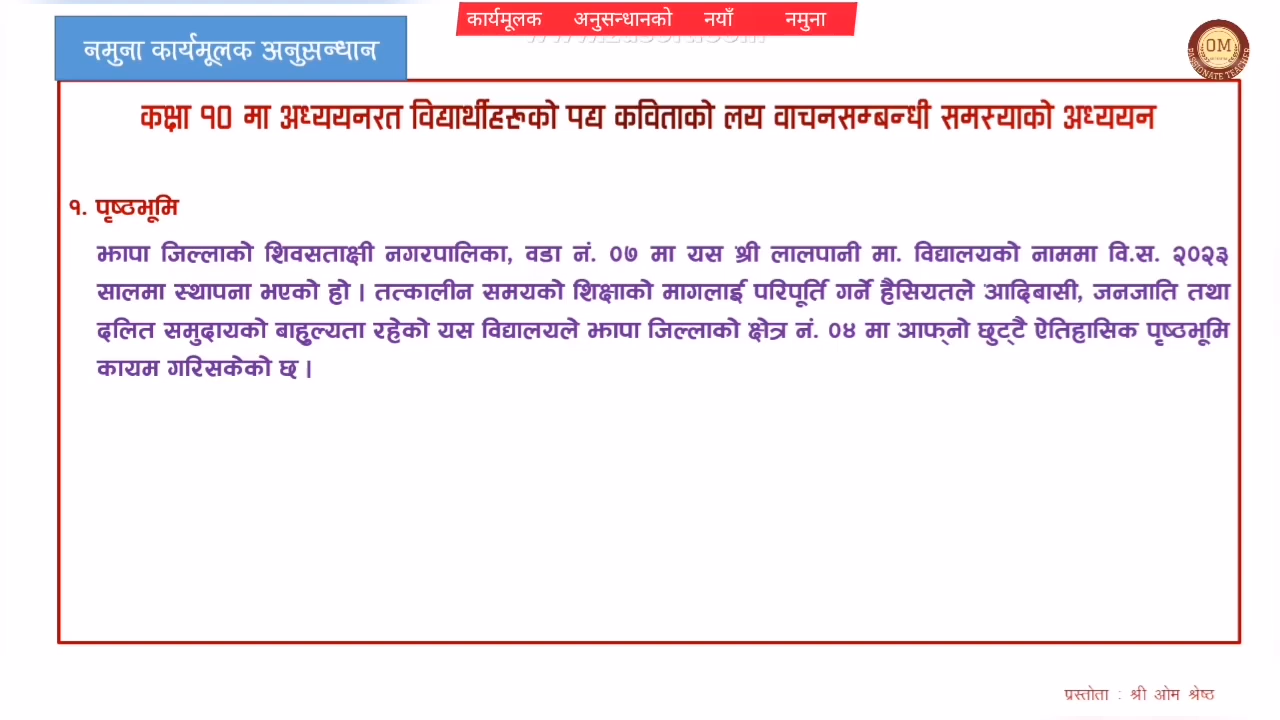 कार्यमूलक अनुसन्धानको नयाँ नमुना
नमुना कार्यमूलक अनुसन्धान
OM
PASSIONATE TEACHER
कक्षा १० मा अध्ययनरत विद्यार्थीहरूको पद्य कविताको लय वाचनसम्बन्धी समस्याको अध्ययन
१. पृष्ठभूमि
झापा जिल्लाको शिवसताक्षी नगरपालिका, वडा नं. ०७ मा यस श्री लालपानी मा. विद्यालयको नाममा वि.स. २०२३
सालमा स्थापना भएको हो । तत्कालीन समयको शिक्षाको मागलाई परिपूर्ति गर्ने हैसियतले आदिबासी, जनजाति तथा
दलित समुदायको बाहुल्यता रहेको यस विद्यालयले झापा जिल्लाको क्षेत्र नं. ०४ मा आफ्‌नो छुट्‌टै ऐतिहासिक पृष्ठभूमि
कायम गरिसकेको छ ।
प्रस्तोता : श्री ओम श्रेष्ठ